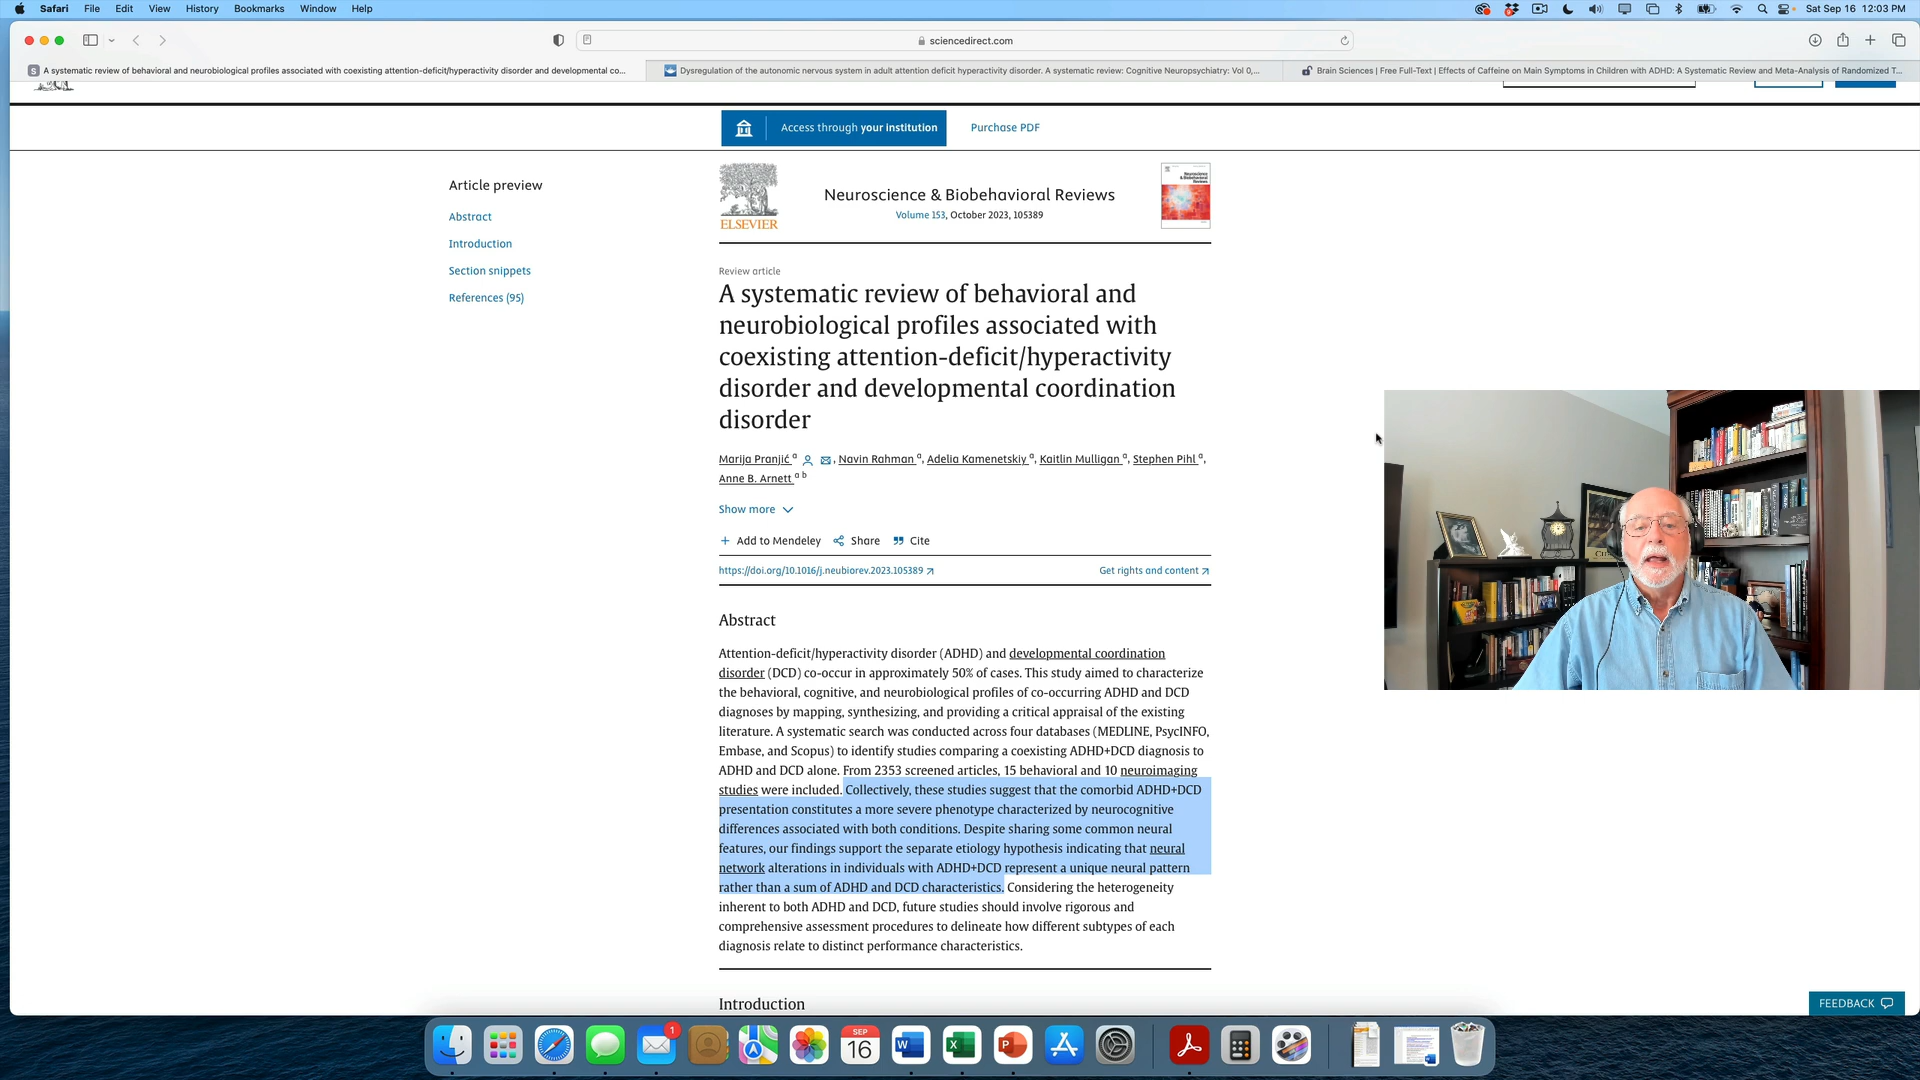 Safari File Edit View History Bookmarks Window Help Sat Sep 16 12:03 PM
sciencedirect.com
A systematic review of behavioral and neurobiological profiles associated with coexisting attention-deficit/hyperactivity disorder and developmental co...
Dysregulation of the autonomic nervous system in adult attention deficit hyperactivity disorder. A systematic review: Cognitive Neuropsychiatry: Vol 0,...
Brain Sciences | Free Full-Text | Effects of Caffeine on Main Symptoms in Children with ADHD: A Systematic Review and Meta-Analysis of Randomized T...
Access through your institution Purchase PDF
Article preview
Abstract
Introduction
Section snippets
References (95)
ELSEVIER
Neuroscience & Biobehavioral Reviews
Volume 153, October 2023, 105389
Review article
A systematic review of behavioral and
neurobiological profiles associated with
coexisting attention-deficit/hyperactivity
disorder and developmental coordination
disorder
Marija Pranjić a, Navin Rahman a, Adelia Kamenetskiy a, Kaitlin Mulligan a, Stephen Pihl a,
Anne B. Arnett a b
Show more
+ Add to Mendeley Share Cite
https://doi.org/10.1016/j.neubiorev.2023.105389 Get rights and content
Abstract
Attention-deficit/hyperactivity disorder (ADHD) and developmental coordination
disorder (DCD) co-occur in approximately 50% of cases. This study aimed to characterize
the behavioral, cognitive, and neurobiological profiles of co-occurring ADHD and DCD
diagnoses by mapping, synthesizing, and providing a critical appraisal of the existing
literature. A systematic search was conducted across four databases (MEDLINE, PsycINFO,
Embase, and Scopus) to identify studies comparing a coexisting ADHD+DCD diagnosis to
ADHD and DCD alone. From 2353 screened articles, 15 behavioral and 10 neuroimaging
studies were included. Collectively, these studies suggest that the comorbid ADHD+DCD
presentation constitutes a more severe phenotype characterized by neurocognitive
differences associated with both conditions. Despite sharing some common neural
features, our findings support the separate etiology hypothesis indicating that neural
network alterations in individuals with ADHD+DCD represent a unique neural pattern
rather than a sum of ADHD and DCD characteristics. Considering the heterogeneity
inherent to both ADHD and DCD, future studies should involve rigorous and
comprehensive assessment procedures to delineate how different subtypes of each
diagnosis relate to distinct performance characteristics.
Introduction
FEEDBACK
1
SEP
16
W X P